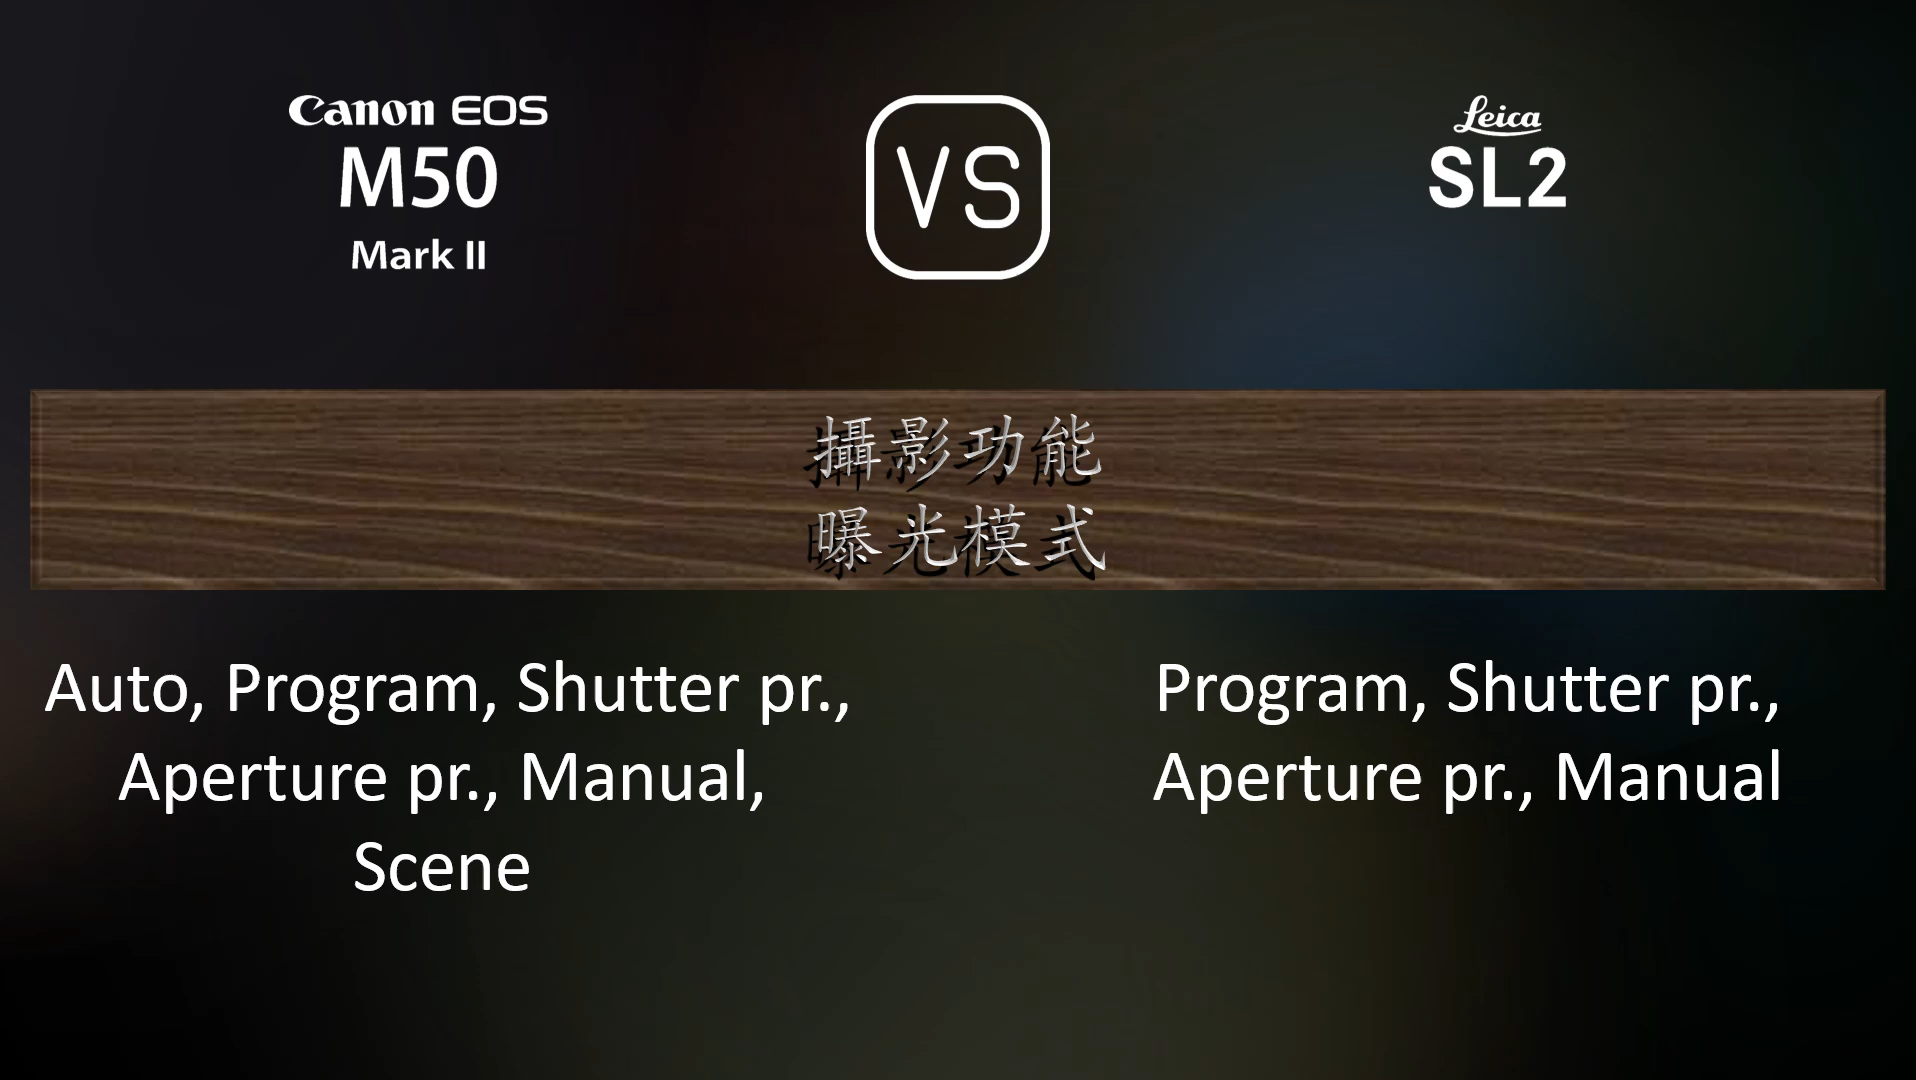 Canon EOS
M50
Mark II
VS
Leica
SL2
攝影功能
曝光模式
Auto, Program, Shutter pr.,
Aperture pr., Manual,
Scene
Program, Shutter pr.,
Aperture pr., Manual